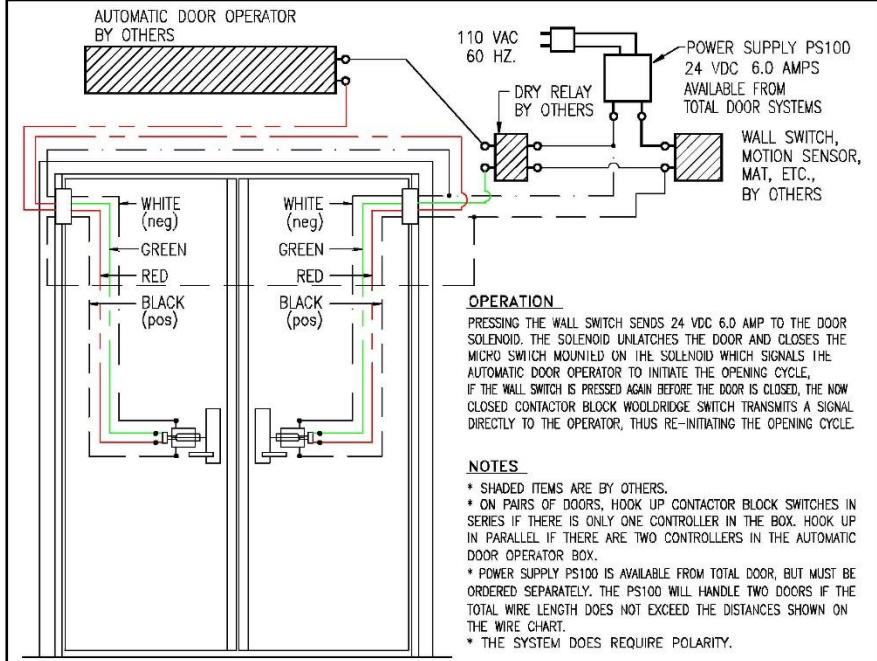 AUTOMATIC DOOR OPERATOR
BY OTHERS
110 VAC
60 HZ.
POWER SUPPLY PS100
24 VDC 6.0 AMPS
AVAILABLE FROM
TOTAL DOOR SYSTEMS
DRY RELAY
BY OTHERS
WALL SWITCH,
MOTION SENSOR,
MAT, ETC.,
BY OTHERS
WHITE
(neg)
GREEN
RED
BLACK
(pos)
WHITE
(neg)
GREEN
RED
BLACK
(pos)
OPERATION
PRESSING THE WALL SWITCH SENDS 24 VDC 6.0 AMP TO THE DOOR
SOLENOID. THE SOLENOID UNLATCHES THE DOOR AND CLOSES THE
MICRO SWITCH MOUNTED ON THE SOLENOID WHICH SIGNALS THE
AUTOMATIC DOOR OPERATOR TO INITIATE THE OPENING CYCLE,
IF THE WALL SWITCH IS PRESSED AGAIN BEFORE THE DOOR IS CLOSED, THE NOW
CLOSED CONTACTOR BLOCK WOOLDRIDGE SWITCH TRANSMITS A SIGNAL
DIRECTLY TO THE OPERATOR, THUS RE-INITIATING THE OPENING CYCLE.
NOTES
* SHADED ITEMS ARE BY OTHERS.
* ON PAIRS OF DOORS, HOOK UP CONTACTOR BLOCK SWITCHES IN
SERIES IF THERE IS ONLY ONE CONTROLLER IN THE BOX. HOOK UP
IN PARALLEL IF THERE ARE TWO CONTROLLERS IN THE AUTOMATIC
DOOR OPERATOR BOX.
* POWER SUPPLY PS100 IS AVAILABLE FROM TOTAL DOOR, BUT MUST BE
ORDERED SEPARATELY. THE PS100 WILL HANDLE TWO DOORS IF THE
TOTAL WIRE LENGTH DOES NOT EXCEED THE DISTANCES SHOWN ON
THE WIRE CHART.
* THE SYSTEM DOES REQUIRE POLARITY.